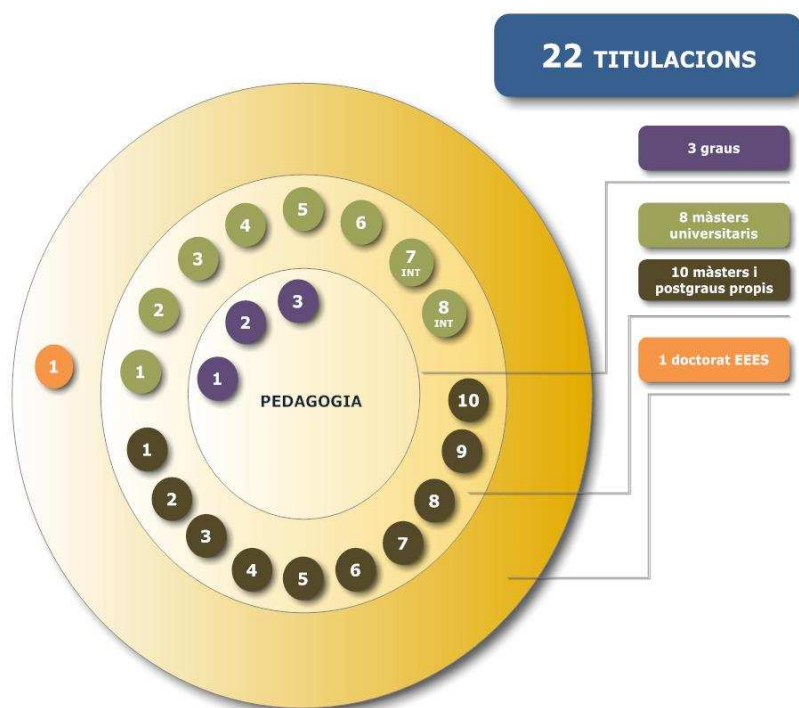 22 TITULACIONS
3 graus
8 màsters
universitaris
10 màsters i
postgraus propis
1 doctorat EEES
5
4
6
3
7
INT
2
8
INT
1
3
2
1
1
PEDAGOGIA
10
1
9
2
8
3
7
4
5
6